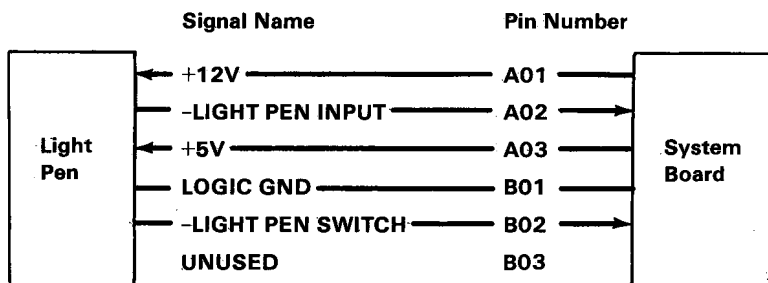 Signal Name Pin Number
+12V A01
-LIGHT PEN INPUT A02
Light Pen
+5V A03
System Board
LOGIC GND B01
-LIGHT PEN SWITCH B02
UNUSED B03